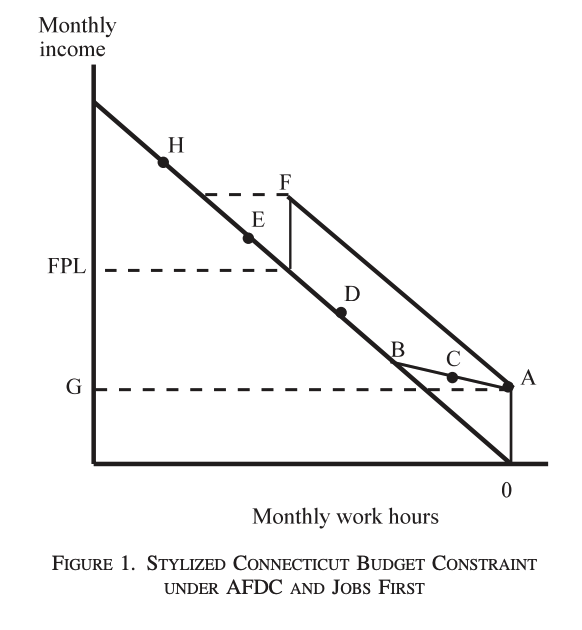 Monthly
income
H
F
E
FPL
D
B
C
A
G
0
Monthly work hours
FIGURE 1. STYLIZED CONNECTICUT BUDGET CONSTRAINT
UNDER AFDC AND JOBS FIRST